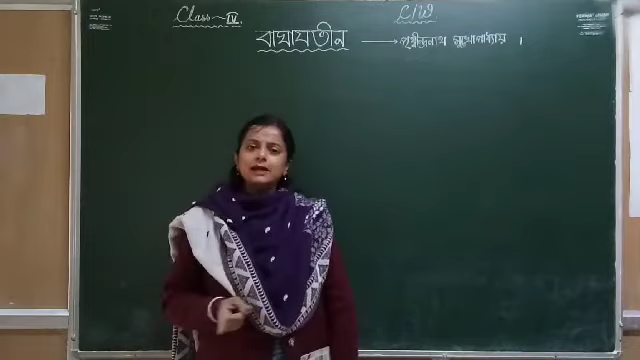 Class - IV.
C/W
বাঘাযতীন → পৃথ্বীন্দ্রনাথ মুখোপাধ্যায় ।